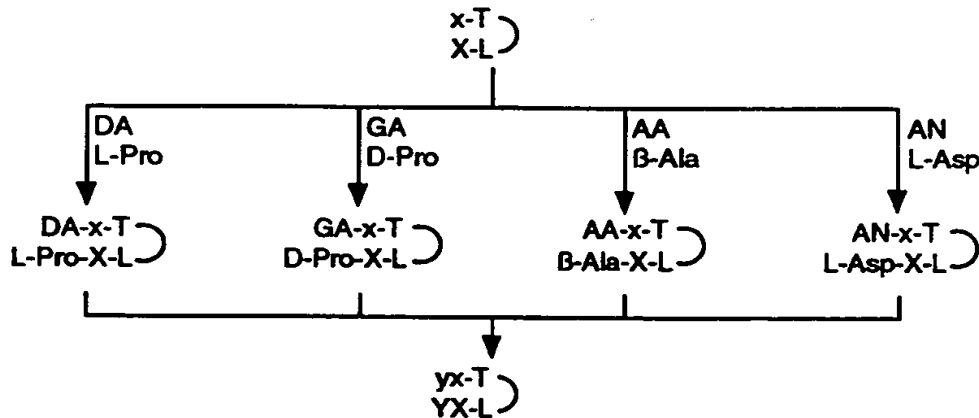 x-T
X-L
DA
L-Pro
GA
D-Pro
AA
ß-Ala
AN
L-Asp
DA-x-T
L-Pro-X-L
GA-x-T
D-Pro-X-L
AA-x-T
ß-Ala-X-L
AN-x-T
L-Asp-X-L
yx-T
YX-L